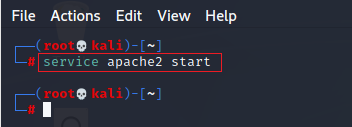 File Actions Edit View Help
┌──(root💀kali)-[~]
└─# service apache2 start
┌──(root💀kali)-[~]
└─#